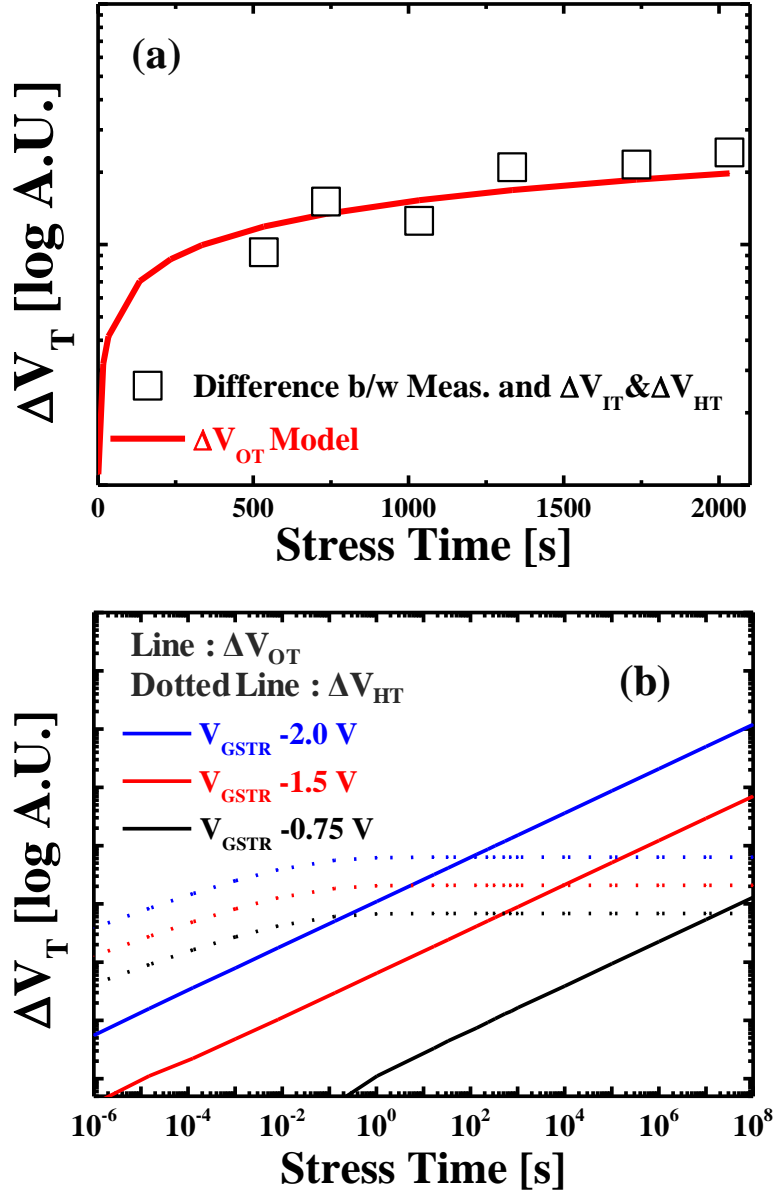 (a)
ΔV_T [log A.U.]
Difference b/w Meas. and ΔV_IT&ΔV_HT
ΔV_OT Model
0 500 1000 1500 2000
Stress Time [s]
Line : ΔV_OT
Dotted Line : ΔV_HT
(b)
V_GSTR -2.0 V
V_GSTR -1.5 V
V_GSTR -0.75 V
ΔV_T [log A.U.]
10^-6 10^-4 10^-2 10^0 10^2 10^4 10^6 10^8
Stress Time [s]